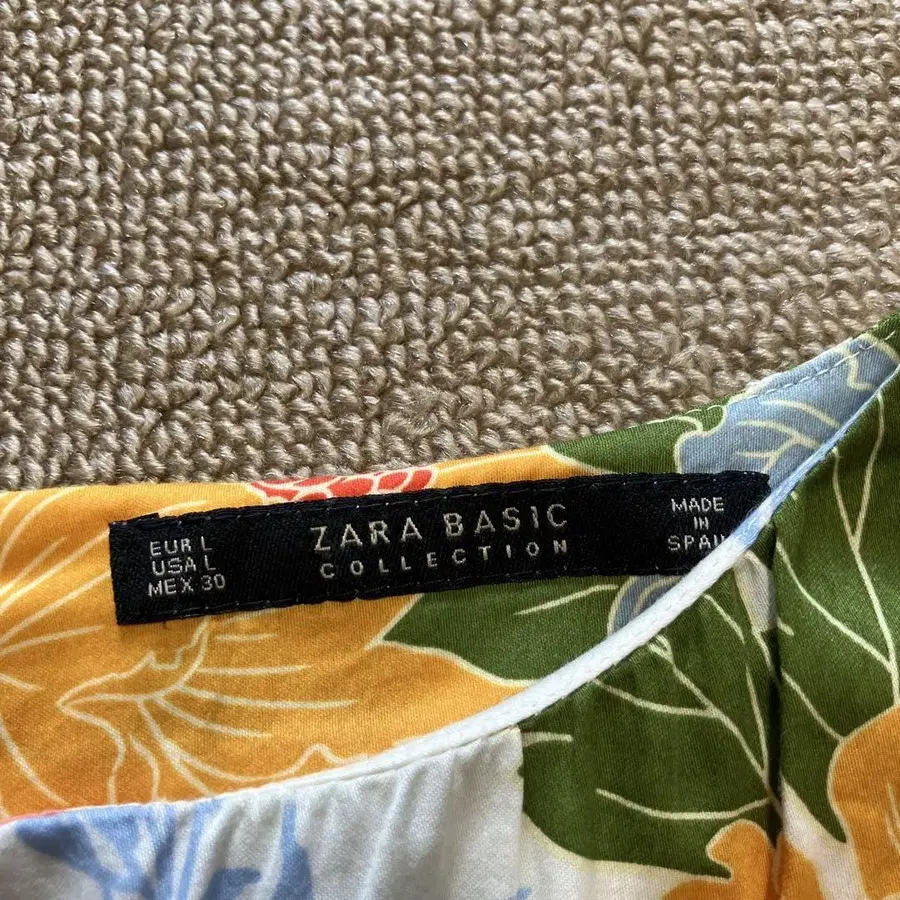 EUR L
USA L
MEX 30
ZARA BASIC
COLLECTION
MADE
IN
SPAIN